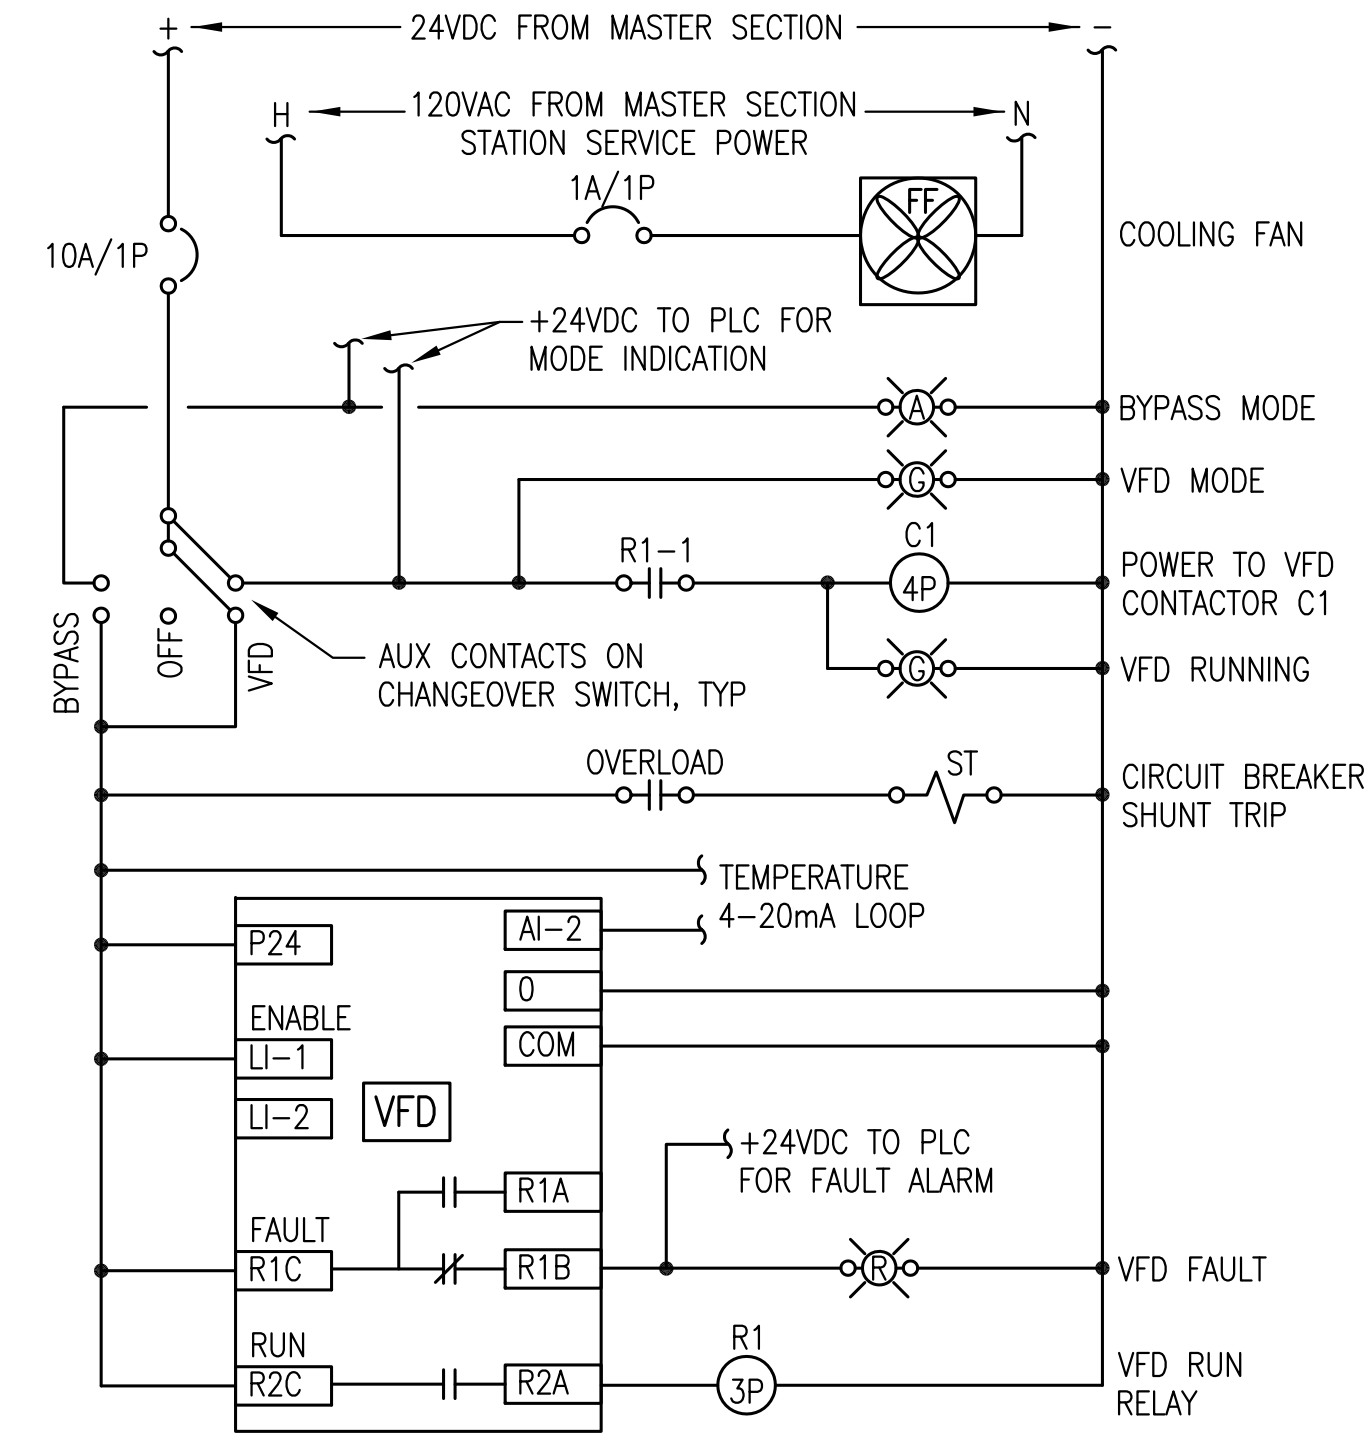 + 24VDC FROM MASTER SECTION -
H 120VAC FROM MASTER SECTION N
STATION SERVICE POWER
1A/1P
FF
COOLING FAN
10A/1P
+24VDC TO PLC FOR
MODE INDICATION
A
BYPASS MODE
G
VFD MODE
R1-1
C1
4P
POWER TO VFD
CONTACTOR C1
BYPASS
OFF
VFD
AUX CONTACTS ON
CHANGEOVER SWITCH, TYP
G
VFD RUNNING
OVERLOAD
ST
CIRCUIT BREAKER
SHUNT TRIP
TEMPERATURE
4-20mA LOOP
P24
AI-2
0
ENABLE
LI-1
COM
LI-2
VFD
+24VDC TO PLC
FOR FAULT ALARM
R1A
FAULT
R1C
R1B
R
VFD FAULT
RUN
R2C
R2A
R1
3P
VFD RUN
RELAY